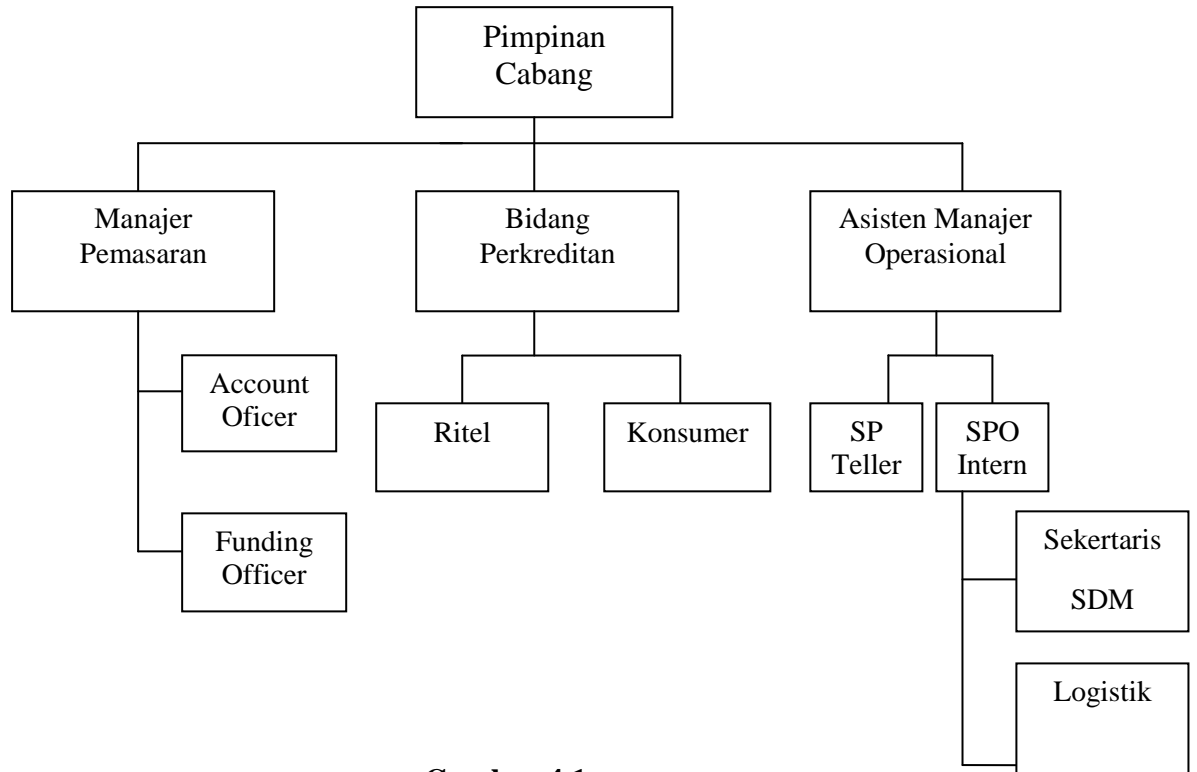 Pimpinan
Cabang
Manajer
Pemasaran
Bidang
Perkreditan
Asisten Manajer
Operasional
Account
Oficer
Funding
Officer
Ritel
Konsumer
SP
Teller
SPO
Intern
Sekertaris
SDM
Logistik